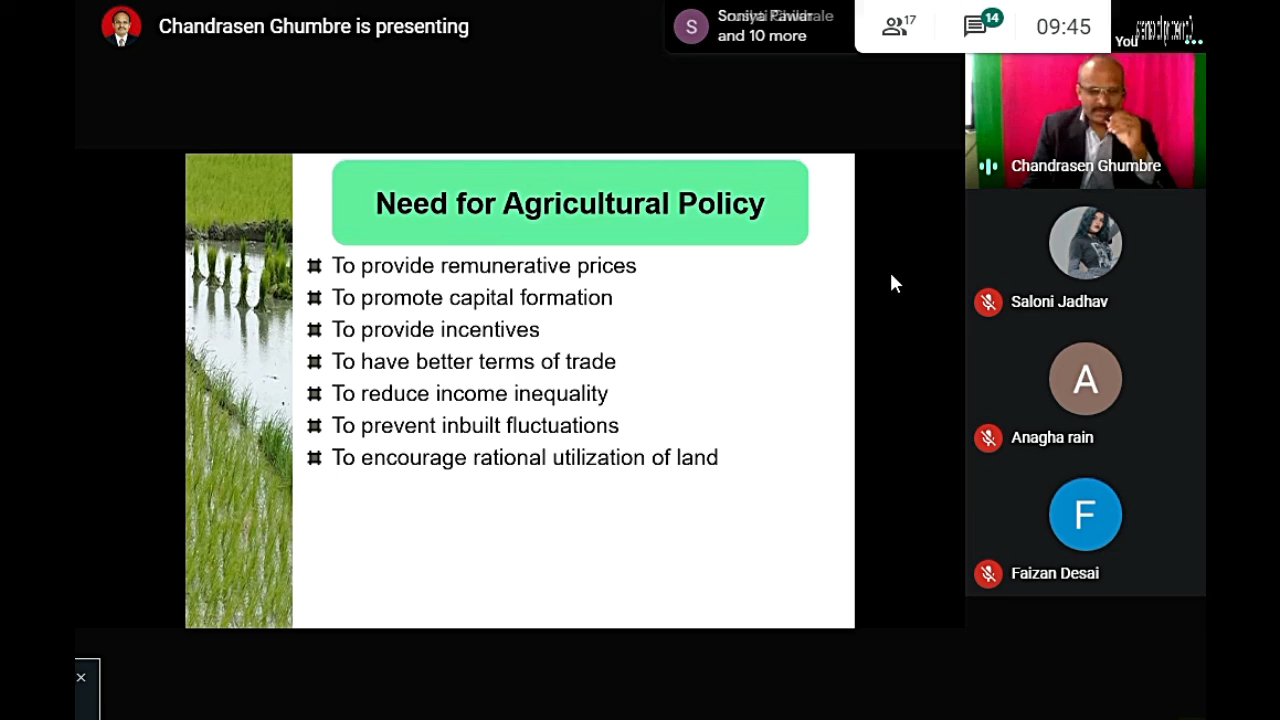 Chandrasen Ghumbre is presenting
and 10 more
17
14
09:45
You
Chandrasen Ghumbre
Need for Agricultural Policy
To provide remunerative prices
To promote capital formation
To provide incentives
To have better terms of trade
To reduce income inequality
To prevent inbuilt fluctuations
To encourage rational utilization of land
S
Saloni Jadhav
A
Anagha rain
F
Faizan Desai